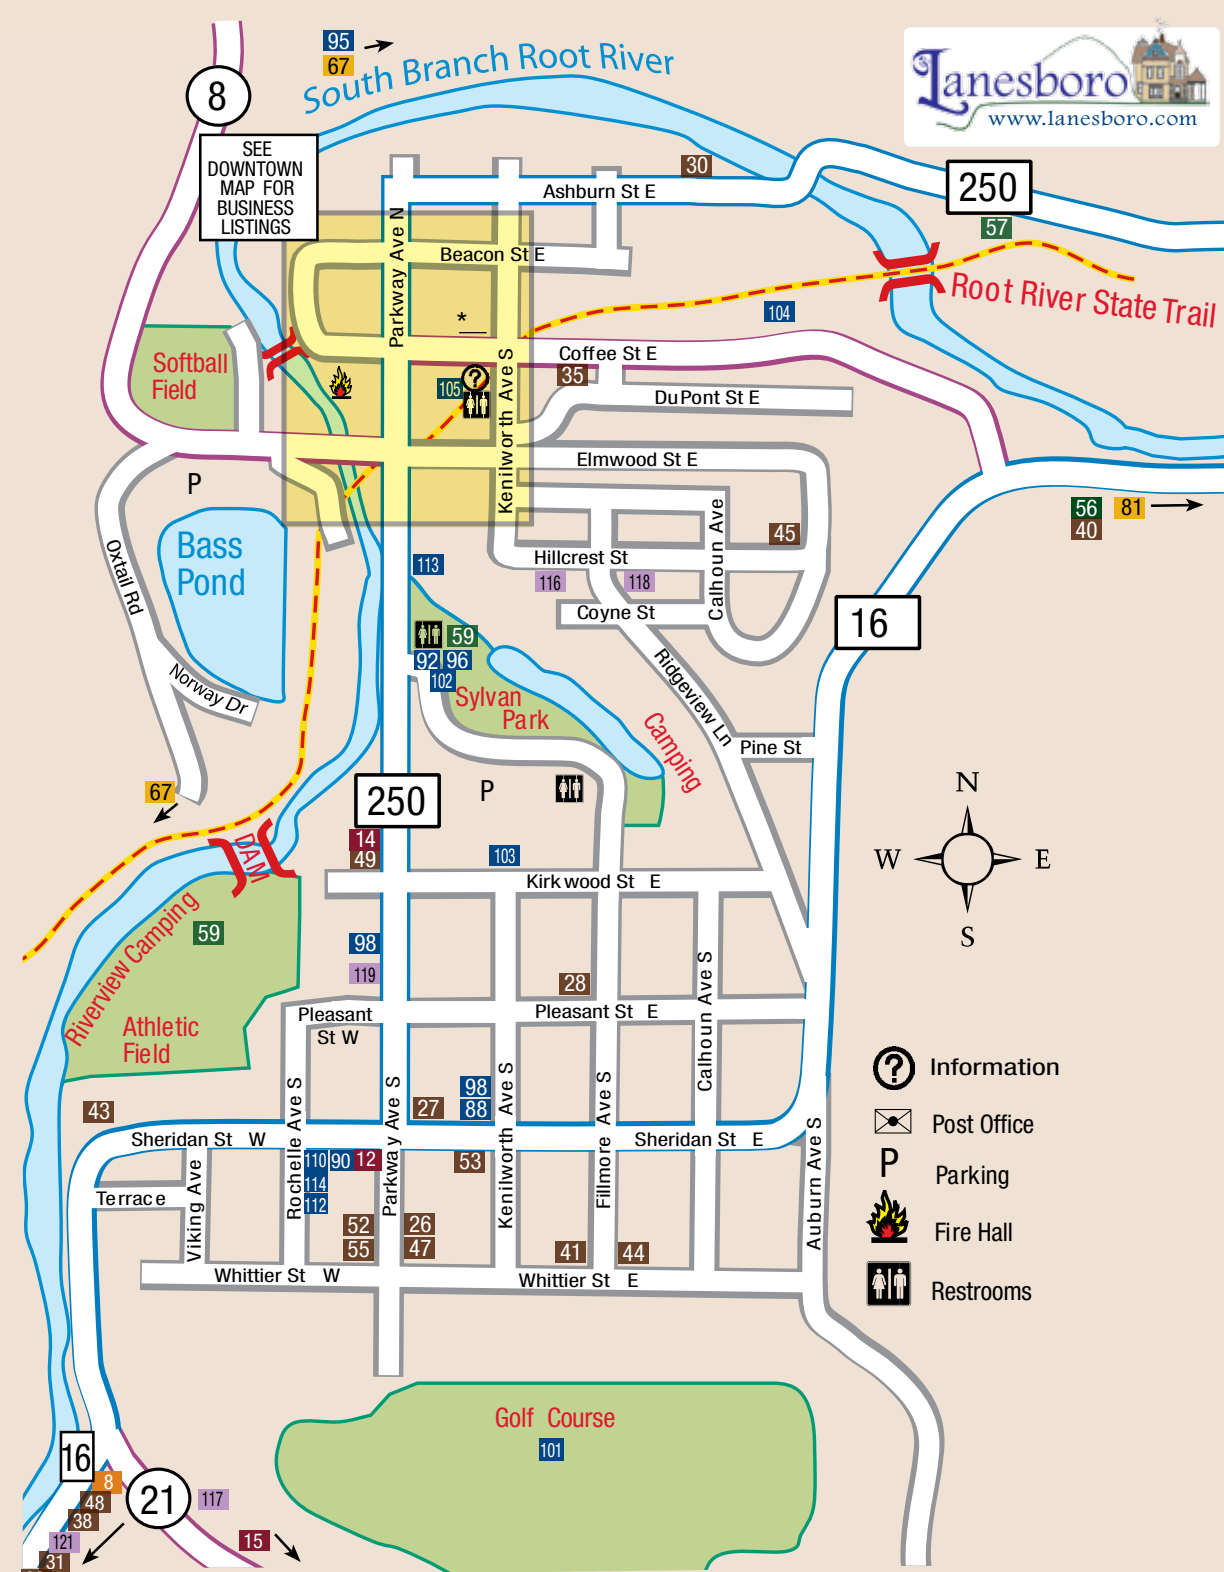 95
67
South Branch Root River
Lanesboro
www.lanesboro.com
8
SEE
DOWNTOWN
MAP FOR
BUSINESS
LISTINGS
30
Ashburn St E
250
57
Parkway Ave N
Beacon St E
*
104
Root River State Trail
Softball
Field
Coffee St E
35
105
?
DuPont St E
Kenilworth Ave S
Elmwood St E
P
56
81
40
45
Calhoun Ave
Bass
Pond
Oxtail Rd
Hillcrest St
113
116
118
Coyne St
16
59
92
96
102
Sylvan
Park
Ridgeview Ln
Norway Dr
Camping
Pine St
67
250
P
N
W
E
S
DAM
14
49
103
Kirkwood St E
Riverview Camping
59
98
119
28
Calhoun Ave S
Pleasant
St W
Pleasant St E
Athletic
Field
?
Information
Post Office
P
Parking
Fire Hall
Restrooms
43
27
98
88
Sheridan St W
Sheridan St E
Rochelle Ave S
Parkway Ave S
Kenilworth Ave S
Fillmore Ave S
Auburn Ave S
110
90
12
53
114
112
Terrace
Viking Ave
52
26
55
47
41
44
Whittier St W
Whittier St E
Golf Course
101
16
8
48
38
121
31
21
117
15